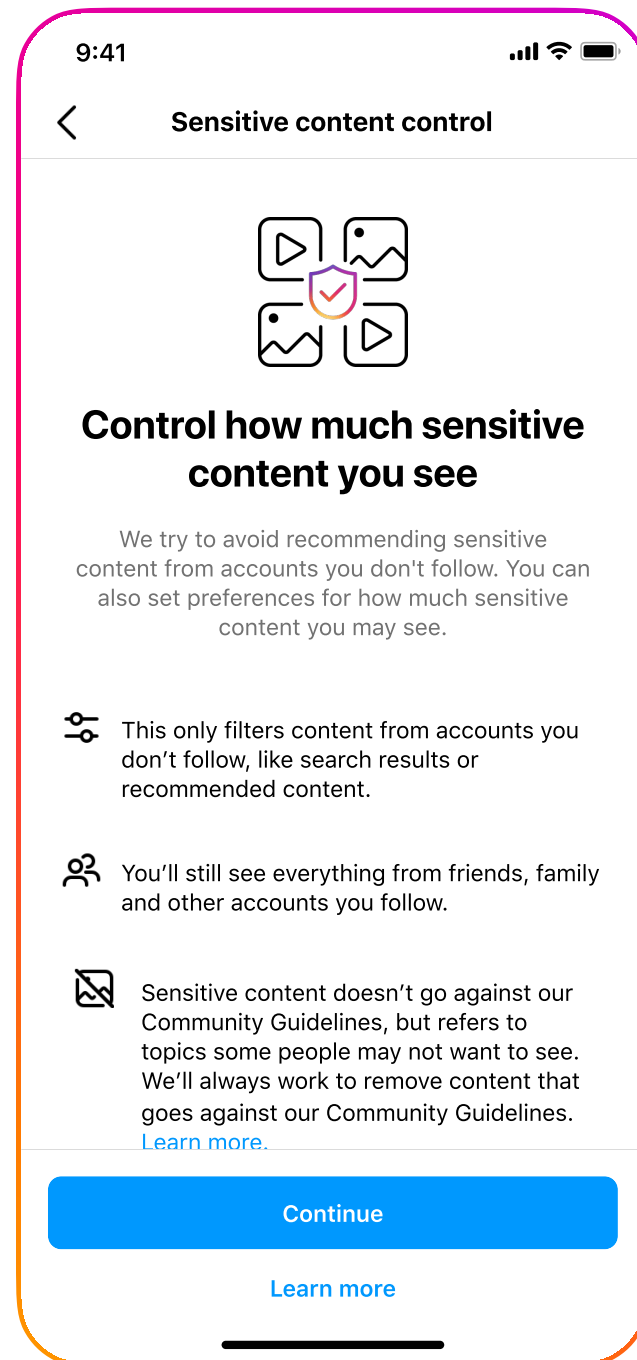 9:41
Sensitive content control
Control how much sensitive
content you see
We try to avoid recommending sensitive
content from accounts you don't follow. You can
also set preferences for how much sensitive
content you may see.
This only filters content from accounts you
don’t follow, like search results or
recommended content.
You’ll still see everything from friends, family
and other accounts you follow.
Sensitive content doesn’t go against our
Community Guidelines, but refers to
topics some people may not want to see.
We’ll always work to remove content that
goes against our Community Guidelines.
Learn more.
Continue
Learn more